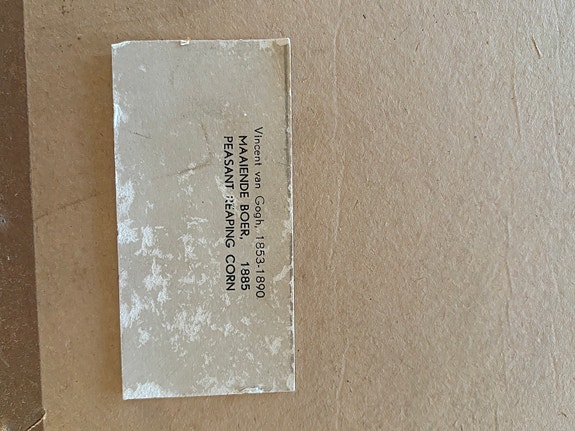 Vincent van Gogh, 1853-1890
MAAIENDE BOER, 1885
PEASANT REAPING CORN